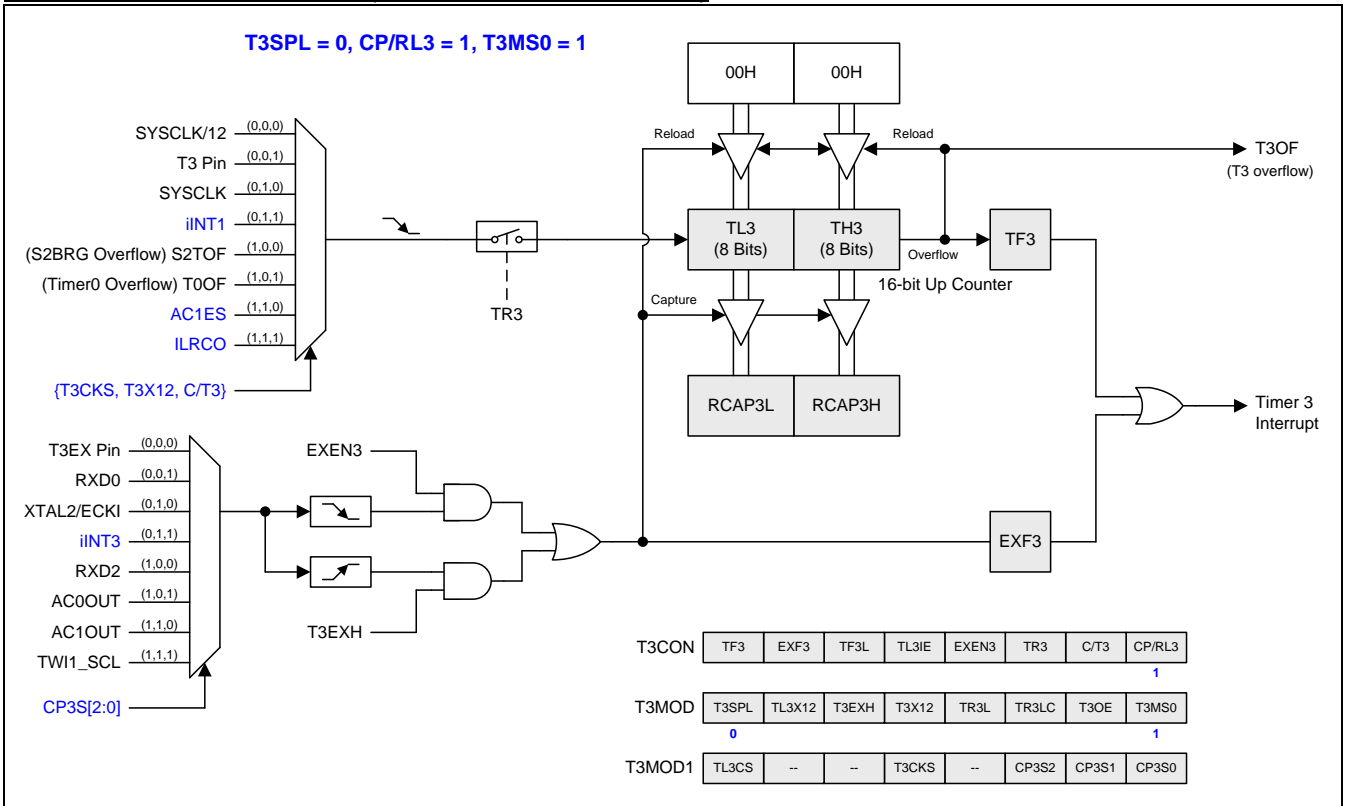 T3SPL = 0, CP/RL3 = 1, T3MS0 = 1
00H 00H
SYSCLK/12 (0,0,0)
T3 Pin (0,0,1)
SYSCLK (0,1,0)
iINT1 (0,1,1)
(S2BRG Overflow) S2TOF (1,0,0)
(Timer0 Overflow) T0OF (1,0,1)
AC1ES (1,1,0)
ILRCO (1,1,1)
{T3CKS, T3X12, C/T3}
TR3
Reload
Reload
T3OF
(T3 overflow)
TL3
(8 Bits)
TH3
(8 Bits)
Overflow
TF3
16-bit Up Counter
Capture
RCAP3L RCAP3H
Timer 3
Interrupt
T3EX Pin (0,0,0)
RXD0 (0,0,1)
XTAL2/ECKI (0,1,0)
iINT3 (0,1,1)
RXD2 (1,0,0)
AC0OUT (1,0,1)
AC1OUT (1,1,0)
TWI1_SCL (1,1,1)
CP3S[2:0]
EXEN3
T3EXH
EXF3
T3CON TF3 EXF3 TF3L TL3IE EXEN3 TR3 C/T3 CP/RL3
1
T3MOD T3SPL TL3X12 T3EXH T3X12 TR3L TR3LC T3OE T3MS0
0 1
T3MOD1 TL3CS -- -- T3CKS -- CP3S2 CP3S1 CP3S0